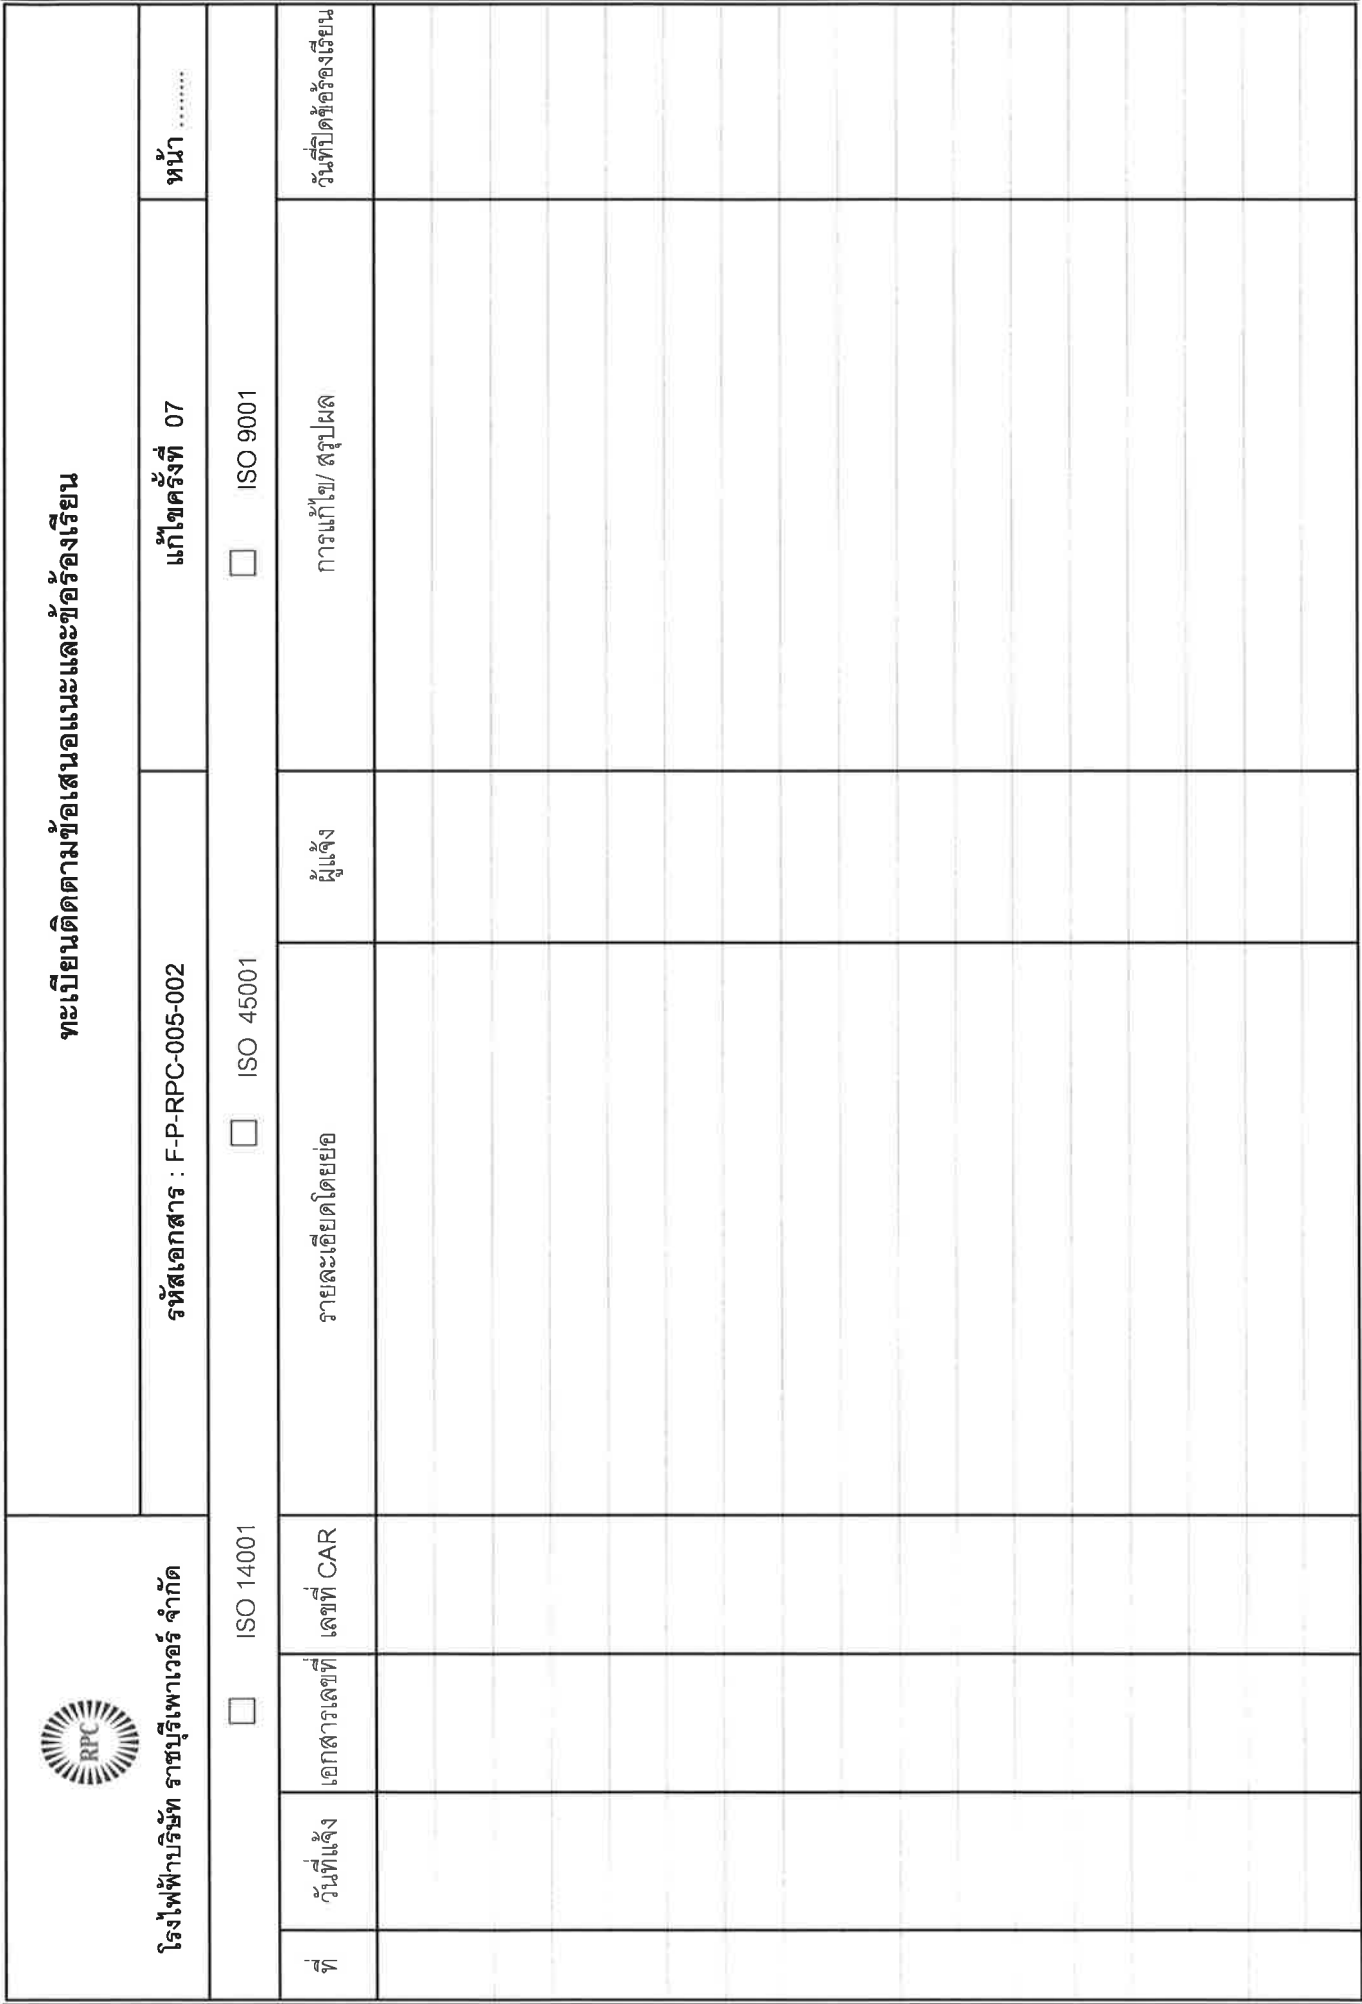 RPC
โรงไฟฟ้าบริษัท ราชบุรีเพาเวอร์ จำกัด
ทะเบียนติดตามข้อเสนอแนะและข้อร้องเรียน
รหัสเอกสาร : F-P-RPC-005-002
แก้ไขครั้งที่ 07
หน้า ........
ISO 14001
ISO 45001
ISO 9001
ที่
วันที่แจ้ง
เอกสารเลขที่
เลขที่ CAR
รายละเอียดโดยย่อ
ผู้แจ้ง
การแก้ไข/ สรุปผล
วันที่ปิดข้อร้องเรียน